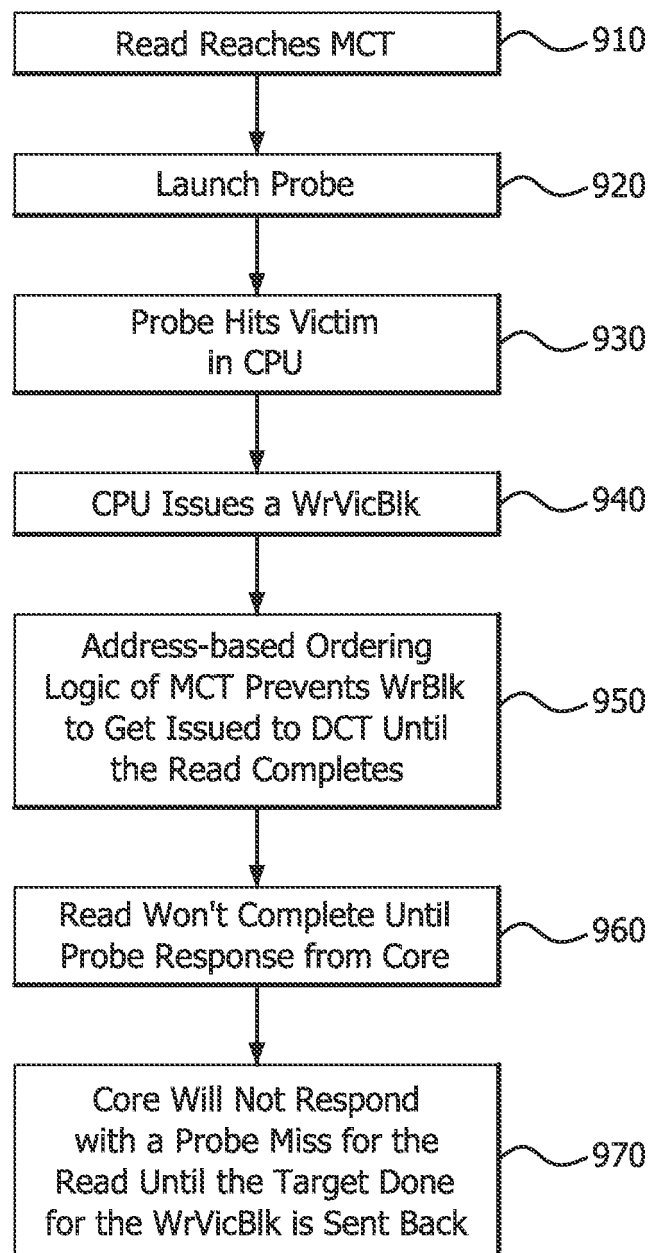 Read Reaches MCT
910
Launch Probe
920
Probe Hits Victim
in CPU
930
CPU Issues a WrVicBlk
940
Address-based Ordering
Logic of MCT Prevents WrBlk
to Get Issued to DCT Until
the Read Completes
950
Read Won't Complete Until
Probe Response from Core
960
Core Will Not Respond
with a Probe Miss for the
Read Until the Target Done
for the WrVicBlk is Sent Back
970